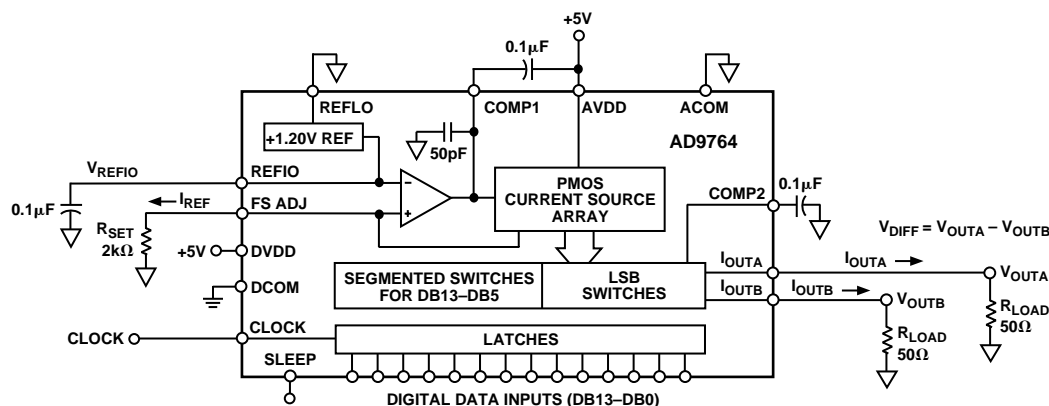 +5V
0.1µF
REFLO
COMP1
AVDD
ACOM
+1.20V REF
50pF
AD9764
V_REFIO
REFIO
PMOS
CURRENT SOURCE
ARRAY
COMP2
0.1µF
0.1µF
I_REF
FS ADJ
R_SET
2kΩ
V_DIFF = V_OUTA – V_OUTB
+5V
DVDD
SEGMENTED SWITCHES
FOR DB13–DB5
LSB
SWITCHES
I_OUTA
I_OUTA
V_OUTA
DCOM
I_OUTB
I_OUTB
V_OUTB
R_LOAD
50Ω
CLOCK
CLOCK
LATCHES
R_LOAD
50Ω
SLEEP
DIGITAL DATA INPUTS (DB13–DB0)